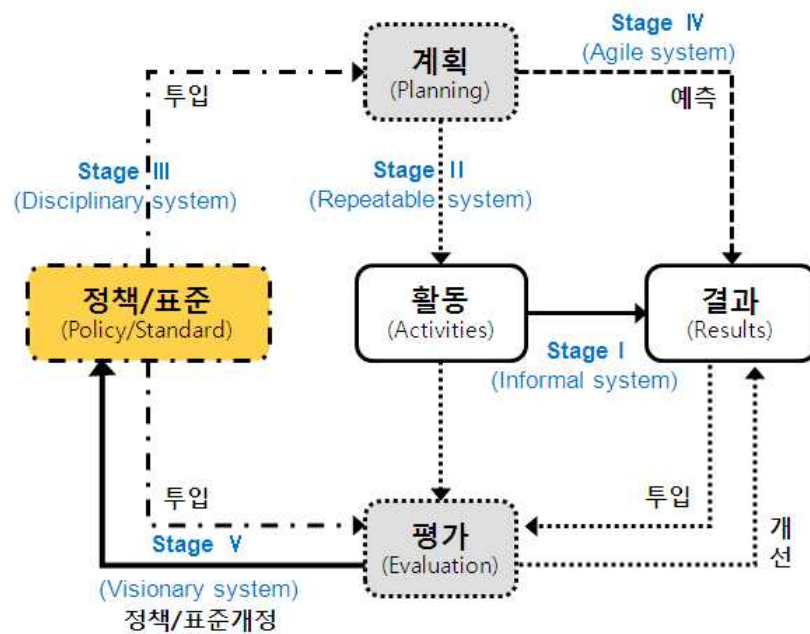 Stage Ⅳ
(Agile system)
계획
(Planning)
투입
예측
Stage Ⅲ
(Disciplinary system)
Stage Ⅱ
(Repeatable system)
정책/표준
(Policy/Standard)
활동
(Activities)
결과
(Results)
Stage Ⅰ
(Informal system)
투입
투입
개
선
평가
(Evaluation)
Stage Ⅴ
(Visionary system)
정책/표준개정